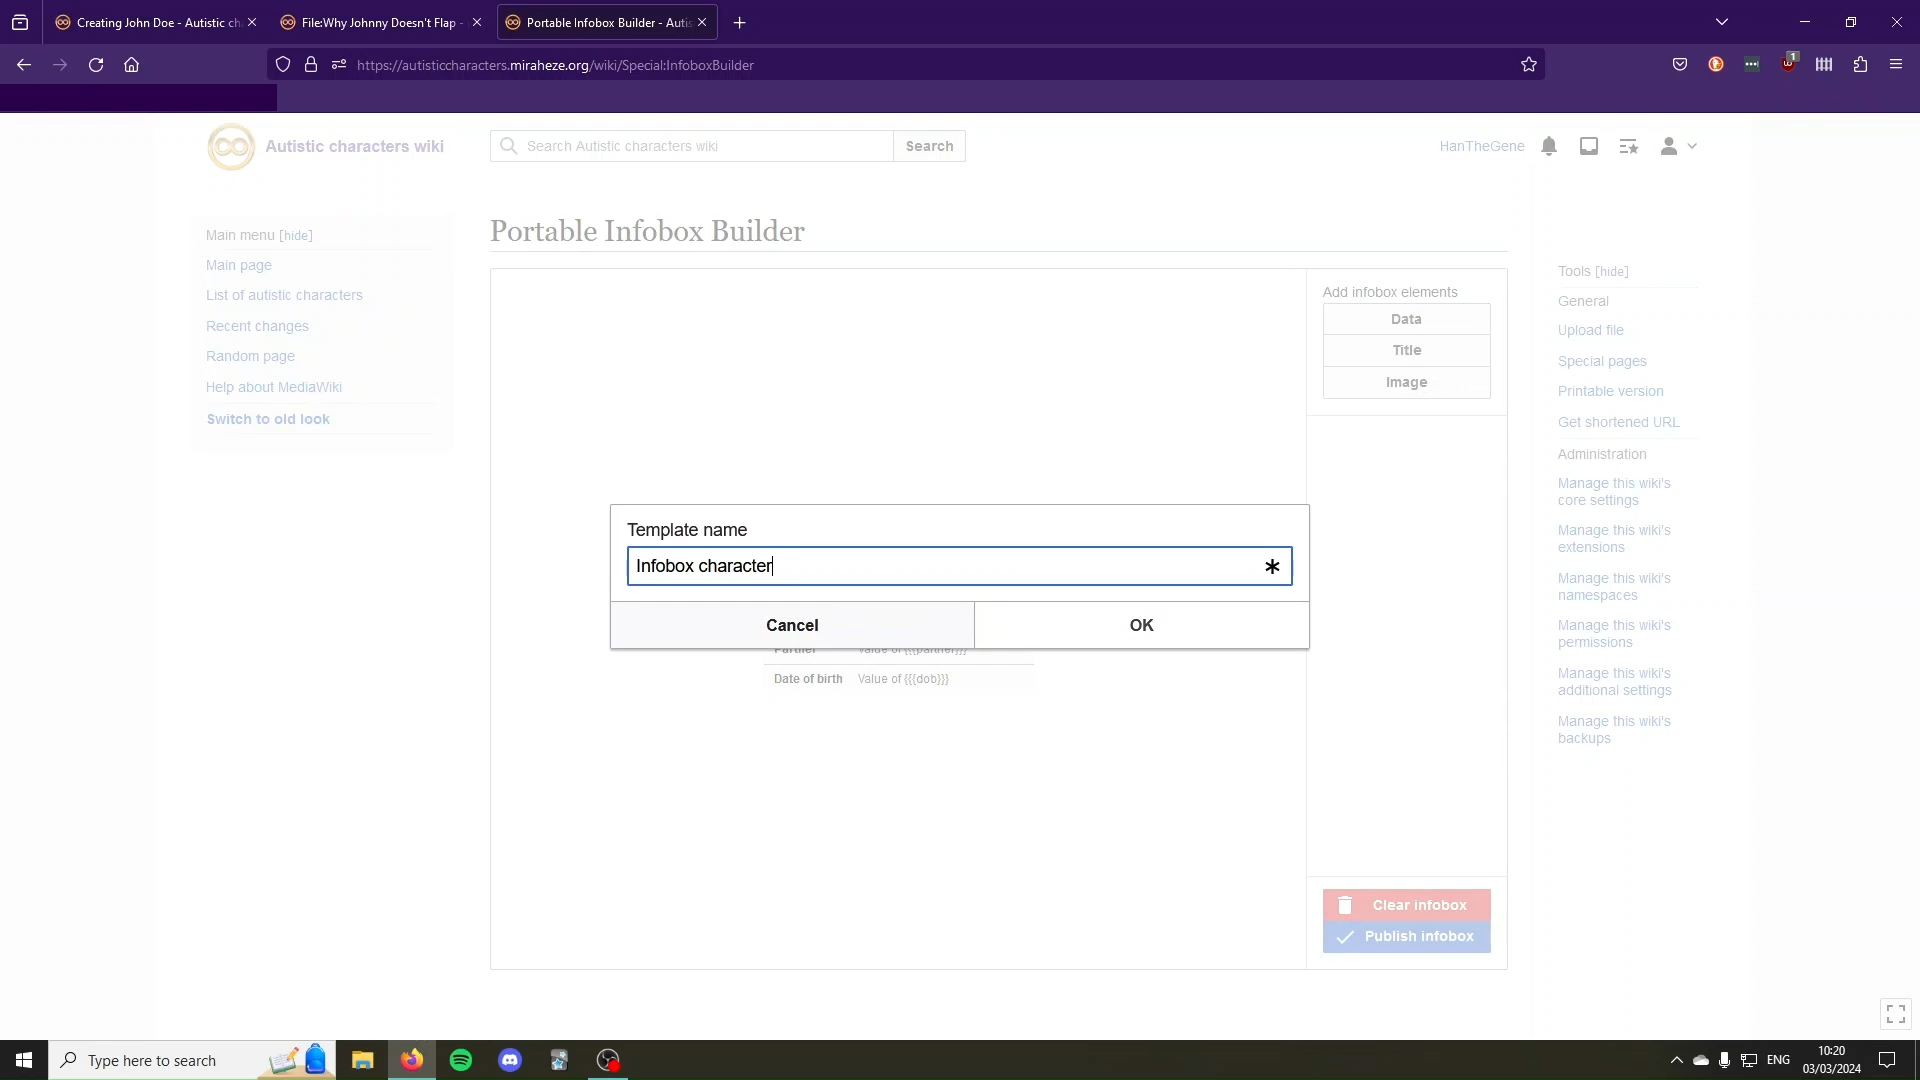 Creating John Doe - Autistic ch
File:Why Johnny Doesn't Flap -
Portable Infobox Builder - Autis
https://autisticcharacters.miraheze.org/wiki/Special:InfoboxBuilder
1
Autistic characters wiki
Search Autistic characters wiki
Search
HanTheGene
Main menu [hide]
Main page
List of autistic characters
Recent changes
Random page
Help about MediaWiki
Switch to old look
Portable Infobox Builder
Add infobox elements
Data
Title
Image
Template name
Infobox character
Cancel
OK
Partner Value of {{{partner}}}
Date of birth Value of {{{dob}}}
Clear infobox
Publish infobox
Tools [hide]
General
Upload file
Special pages
Printable version
Get shortened URL
Administration
Manage this wiki's
core settings
Manage this wiki's
extensions
Manage this wiki's
namespaces
Manage this wiki's
permissions
Manage this wiki's
additional settings
Manage this wiki's
backups
Type here to search
ENG
10:20
03/03/2024